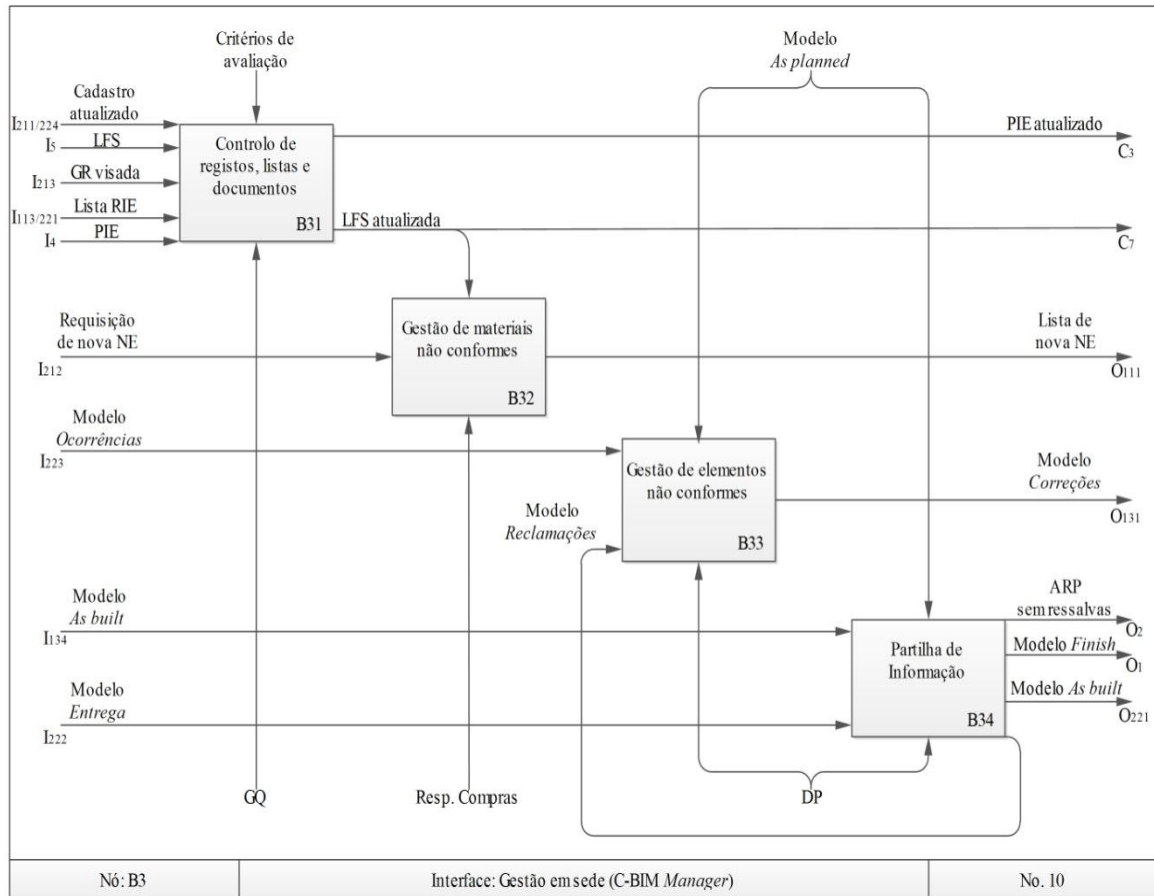 Critérios de
avaliação
Modelo
As planned
Cadastro
atualizado
I211/224
LFS
I5
GR visada
I213
Lista RIE
I113/221
PIE
I4
Controlo de
registos, listas e
documentos
B31
PIE atualizado
C3
LFS atualizada
C7
Requisição
de nova NE
I212
Gestão de materiais
não conformes
B32
Lista de
nova NE
O111
Modelo
Ocorrências
I223
Gestão de elementos
não conformes
B33
Modelo
Correções
O131
Modelo
Reclamações
Modelo
As built
I134
Modelo
Entrega
I222
Partilha de
Informação
B34
ARP
sem ressalvas
O2
Modelo Finish
O1
Modelo As built
O221
GQ
Resp. Compras
DP
Nó: B3
Interface: Gestão em sede (C-BIM Manager)
No. 10